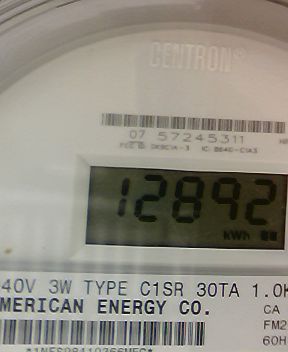 CENTRON®
07 57245311
12892
kWh
40V 3W TYPE C1SR 30TA 1.0K
MERICAN ENERGY CO.
CA
FM2
60H